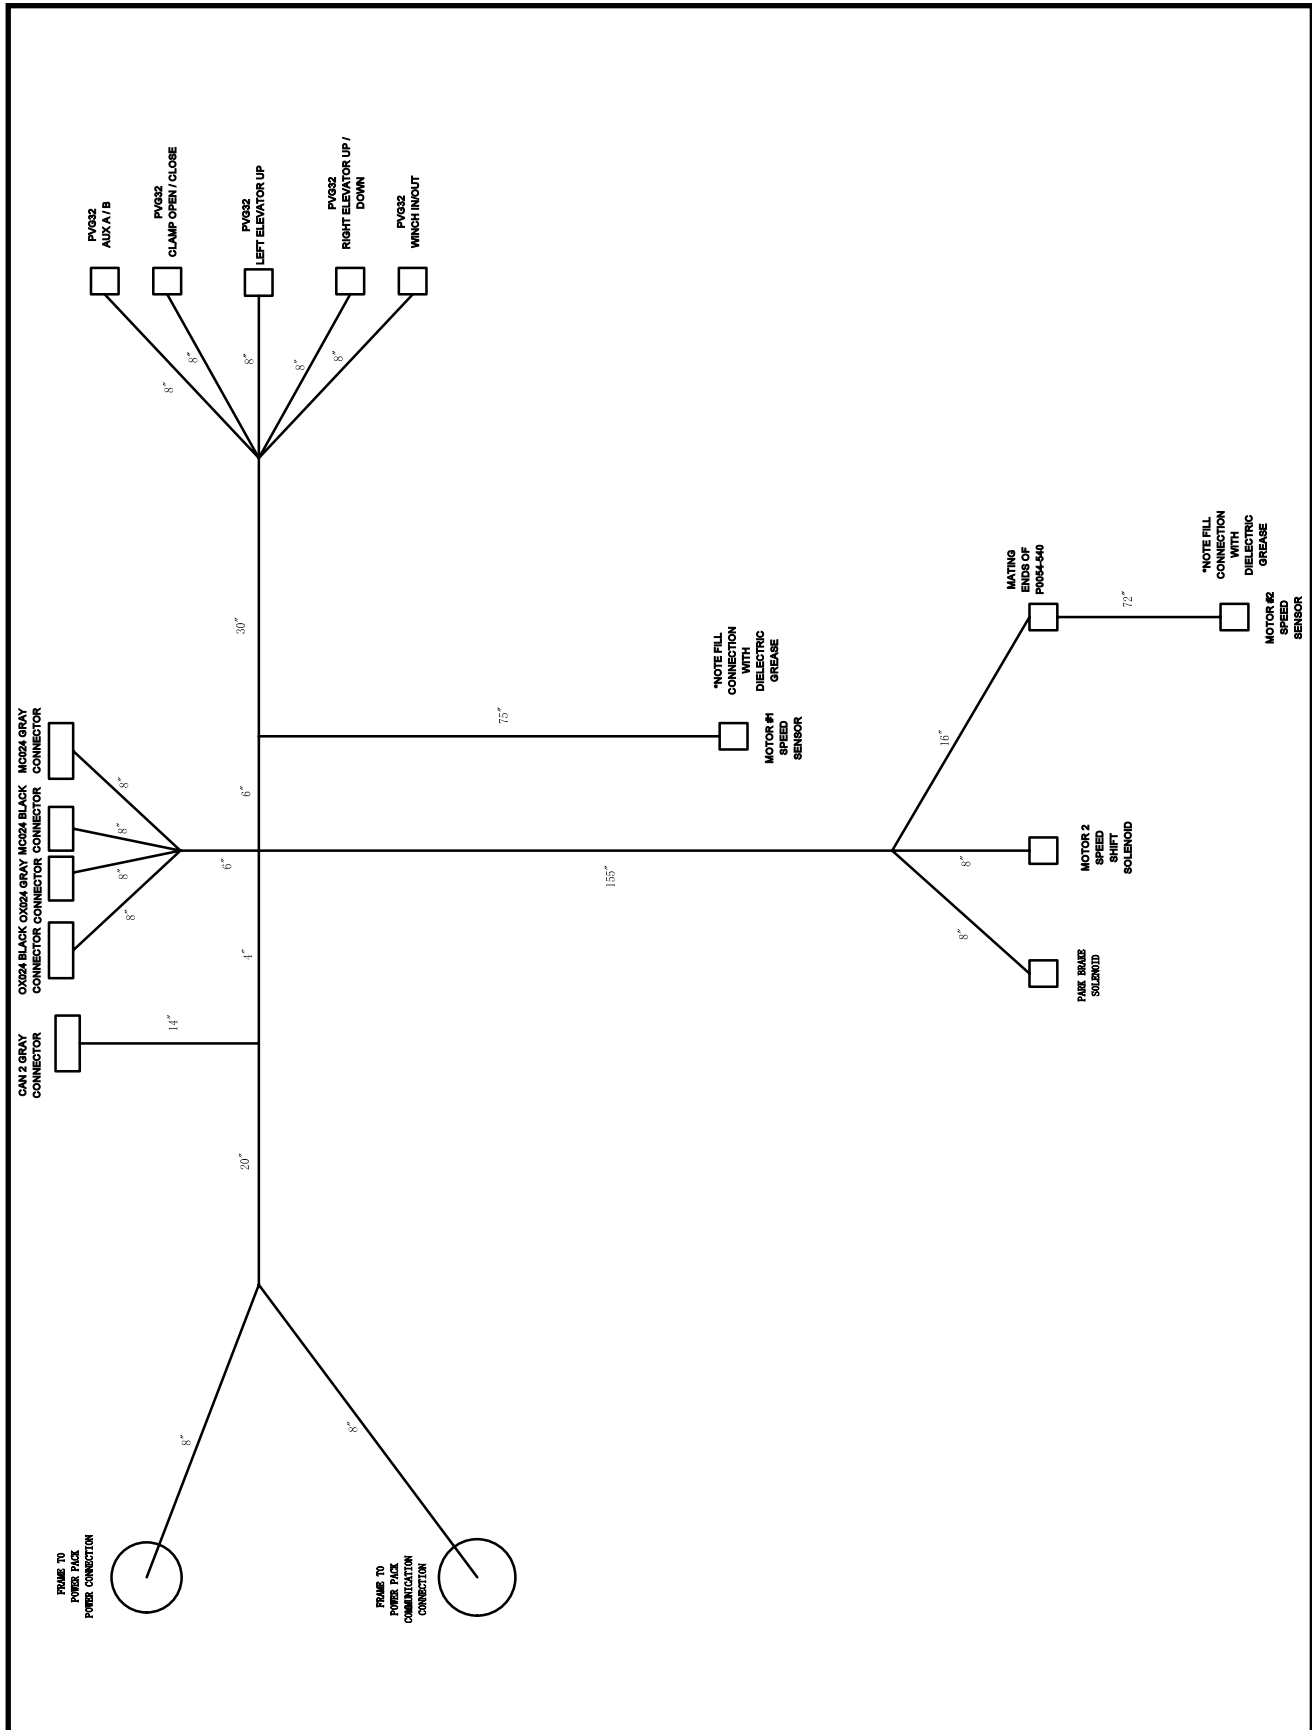 PVG32
AUX A / B
PVG32
CLAMP OPEN / CLOSE
PVG32
LEFT ELEVATOR UP
PVG32
RIGHT ELEVATOR UP /
DOWN
PVG32
WINCH IN/OUT
8"
8"
8"
8"
8"
30"
MC024 GRAY
CONNECTOR
MC024 BLACK
CONNECTOR
OX024 GRAY
CONNECTOR
OX024 BLACK
CONNECTOR
CAN 2 GRAY
CONNECTOR
8"
8"
8"
8"
14"
6"
6"
4"
20"
75"
*NOTE FILL
CONNECTION
WITH
DIELECTRIC
GREASE
MOTOR #1
SPEED
SENSOR
155"
16"
8"
8"
MATING
ENDS OF
P0054-540
72"
*NOTE FILL
CONNECTION
WITH
DIELECTRIC
GREASE
MOTOR #2
SPEED
SENSOR
MOTOR 2
SPEED
SHIFT
SOLENOID
PARK BRAKE
SOLENOID
8"
8"
FRAME TO
POWER PACK
POWER CONNECTION
FRAME TO
POWER PACK
COMMUNICATION
CONNECTION